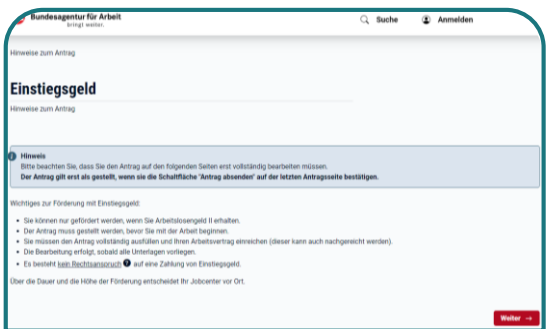 Bundesagentur für Arbeit
bringt weiter.
Suche
Anmelden
Hinweise zum Antrag
Einstiegsgeld
Hinweise zum Antrag
Hinweis
Bitte beachten Sie, dass Sie den Antrag auf den folgenden Seiten erst vollständig bearbeiten müssen.
Der Antrag gilt erst als gestellt, wenn sie die Schaltfläche "Antrag absenden" auf der letzten Antragsseite bestätigen.
Wichtiges zur Förderung mit Einstiegsgeld:
• Sie können nur gefördert werden, wenn Sie Arbeitslosengeld II erhalten.
• Der Antrag muss gestellt werden, bevor Sie mit der Arbeit beginnen.
• Sie müssen den Antrag vollständig ausfüllen und Ihren Arbeitsvertrag einreichen (dieser kann auch nachgereicht werden).
• Die Bearbeitung erfolgt, sobald alle Unterlagen vorliegen.
• Es besteht kein Rechtsanspruch ? auf eine Zahlung von Einstiegsgeld.
Über die Dauer und die Höhe der Förderung entscheidet Ihr Jobcenter vor Ort.
Weiter →